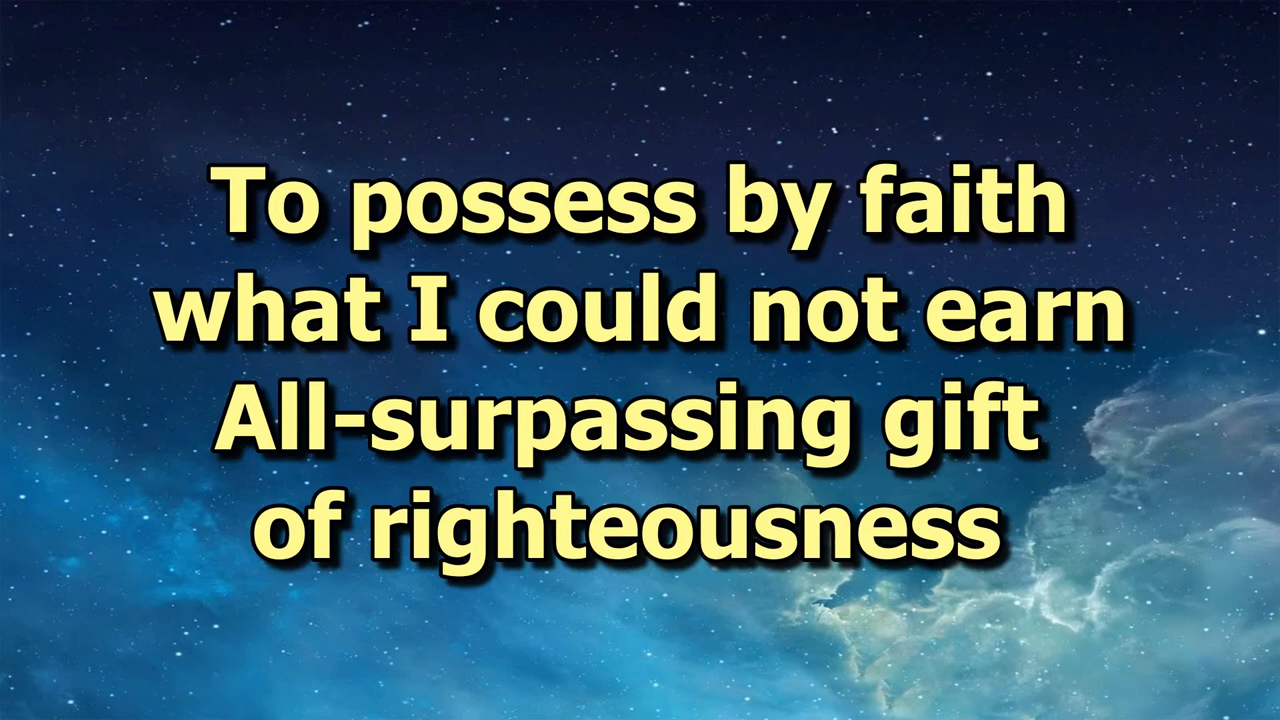 To possess by faith
what I could not earn
All-surpassing gift
of righteousness